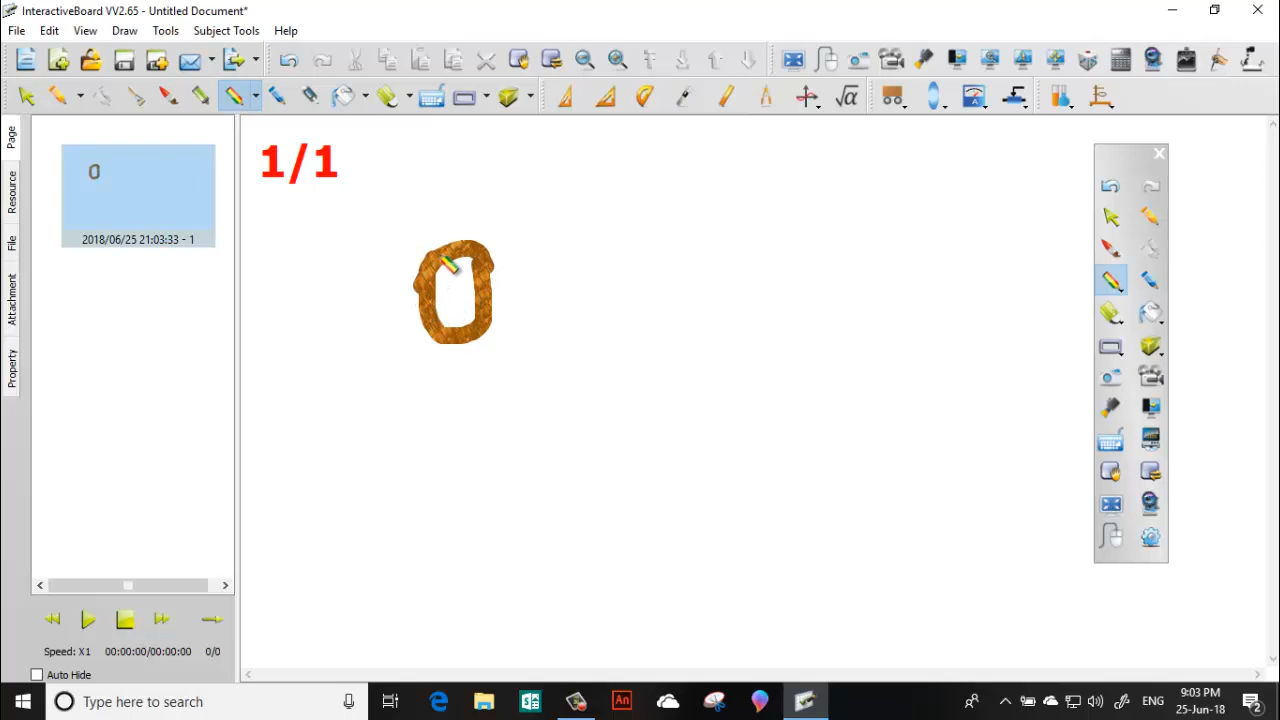 InteractiveBoard VV2.65 - Untitled Document*
File Edit View Draw Tools Subject Tools Help
Page
Resource
File
Attachment
Property
2018/06/25 21:03:33 - 1
1/1
0
Speed: X1 00:00:00/00:00:00 0/0
Auto Hide
Type here to search
An
ENG
9:03 PM
25-Jun-18
2